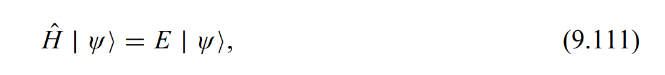 Ĥ | ψ⟩ = E | ψ⟩, (9.111)